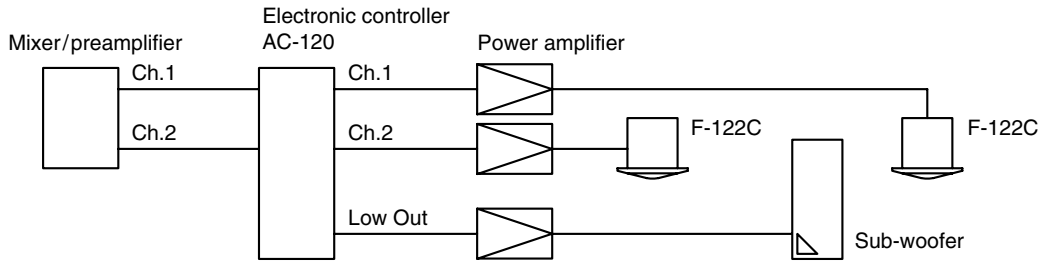 Electronic controller
AC-120
Mixer/preamplifier
Power amplifier
Ch.1
Ch.1
Ch.2
Ch.2
F-122C
F-122C
Low Out
Sub-woofer